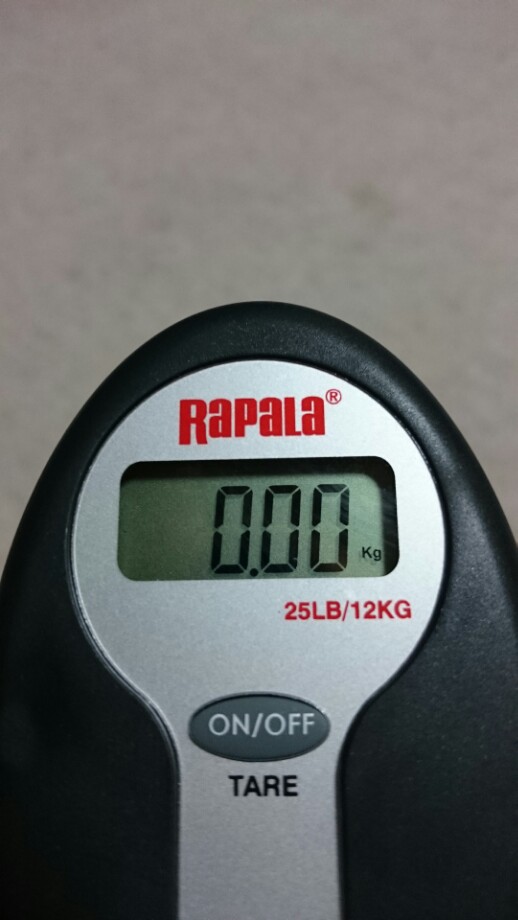 RAPALA®
0.00 Kg
25LB/12KG
ON/OFF
TARE